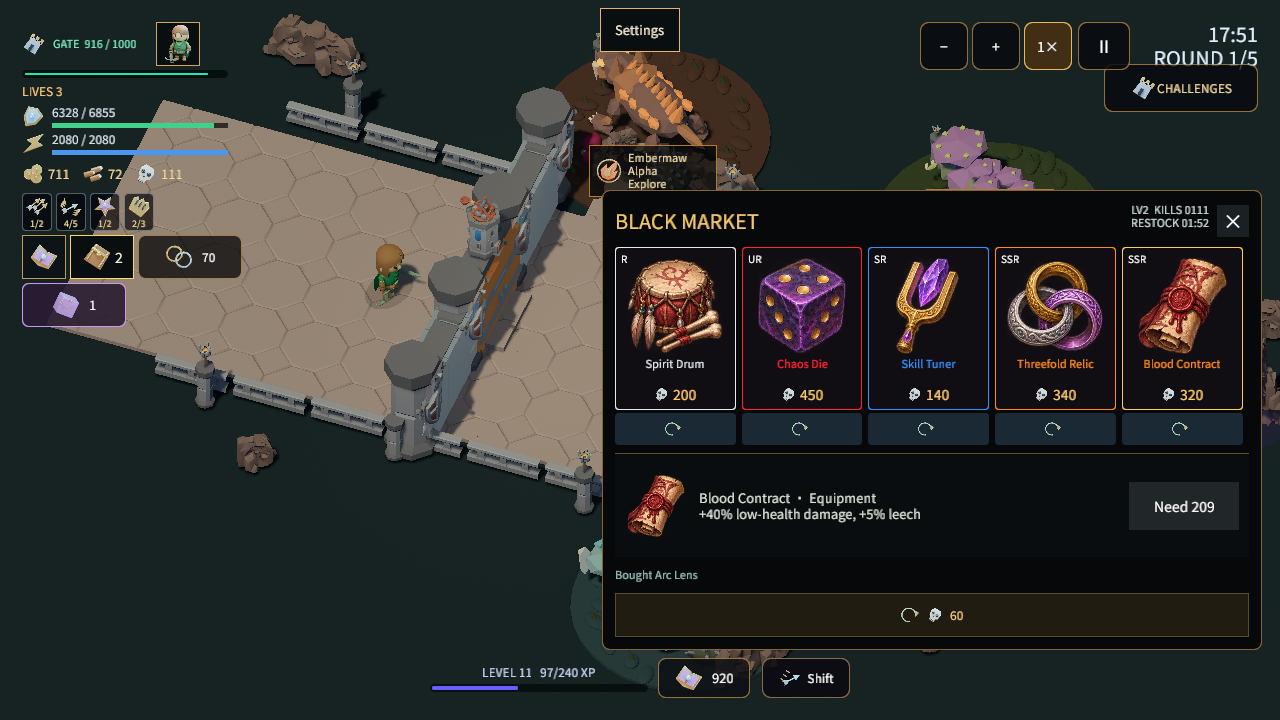 GATE 916 / 1000
LIVES 3
6328 / 6855
2080 / 2080
711
72
111
1/2
4/5
1/2
2/3
2
70
1
Settings
−
+
1×
17:51
ROUND 1/5
CHALLENGES
Embermaw
Alpha
Explore
BLACK MARKET
LV2 KILLS 0111
RESTOCK 01:52
R
Spirit Drum
200
UR
Chaos Die
450
SR
Skill Tuner
140
SSR
Threefold Relic
340
SSR
Blood Contract
320
Blood Contract • Equipment
+40% low-health damage, +5% leech
Need 209
Bought Arc Lens
60
LEVEL 11 97/240 XP
920
Shift